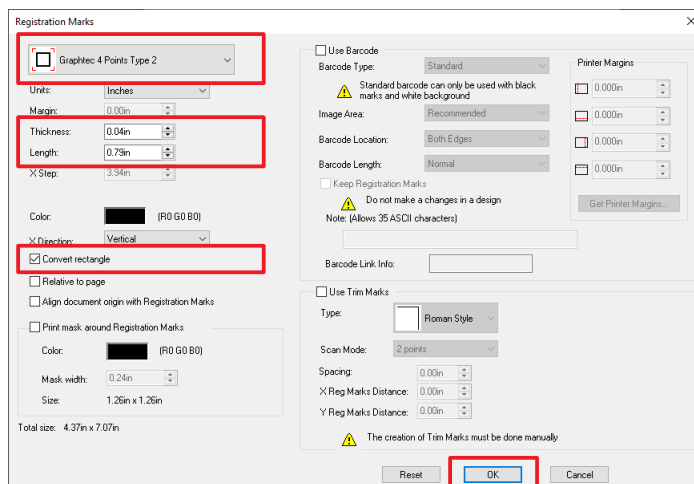 Registration Marks
Graphtec 4 Points Type 2
Units: Inches
Margin: 0.00in
Thickness: 0.04in
Length: 0.79in
X Step: 3.94in
Color: (R0 G0 B0)
X Direction: Vertical
Convert rectangle
Relative to page
Align document origin with Registration Marks
Print mask around Registration Marks
Color: (R0 G0 B0)
Mask width: 0.24in
Size: 1.26in x 1.26in
Total size: 4.37in x 7.07in
Use Barcode
Barcode Type: Standard
Standard barcode can only be used with black
marks and white background
Image Area: Recommended
Barcode Location: Both Edges
Barcode Length: Normal
Keep Registration Marks
Do not make a changes in a design
Note: (Allows 35 ASCII characters)
Barcode Link Info:
Printer Margins
0.000in
0.000in
0.000in
0.000in
Get Printer Margins...
Use Trim Marks
Type: Roman Style
Scan Mode: 2 points
Spacing: 0.00in
X Reg Marks Distance: 0.00in
Y Reg Marks Distance: 0.00in
The creation of Trim Marks must be done manually
Reset OK Cancel